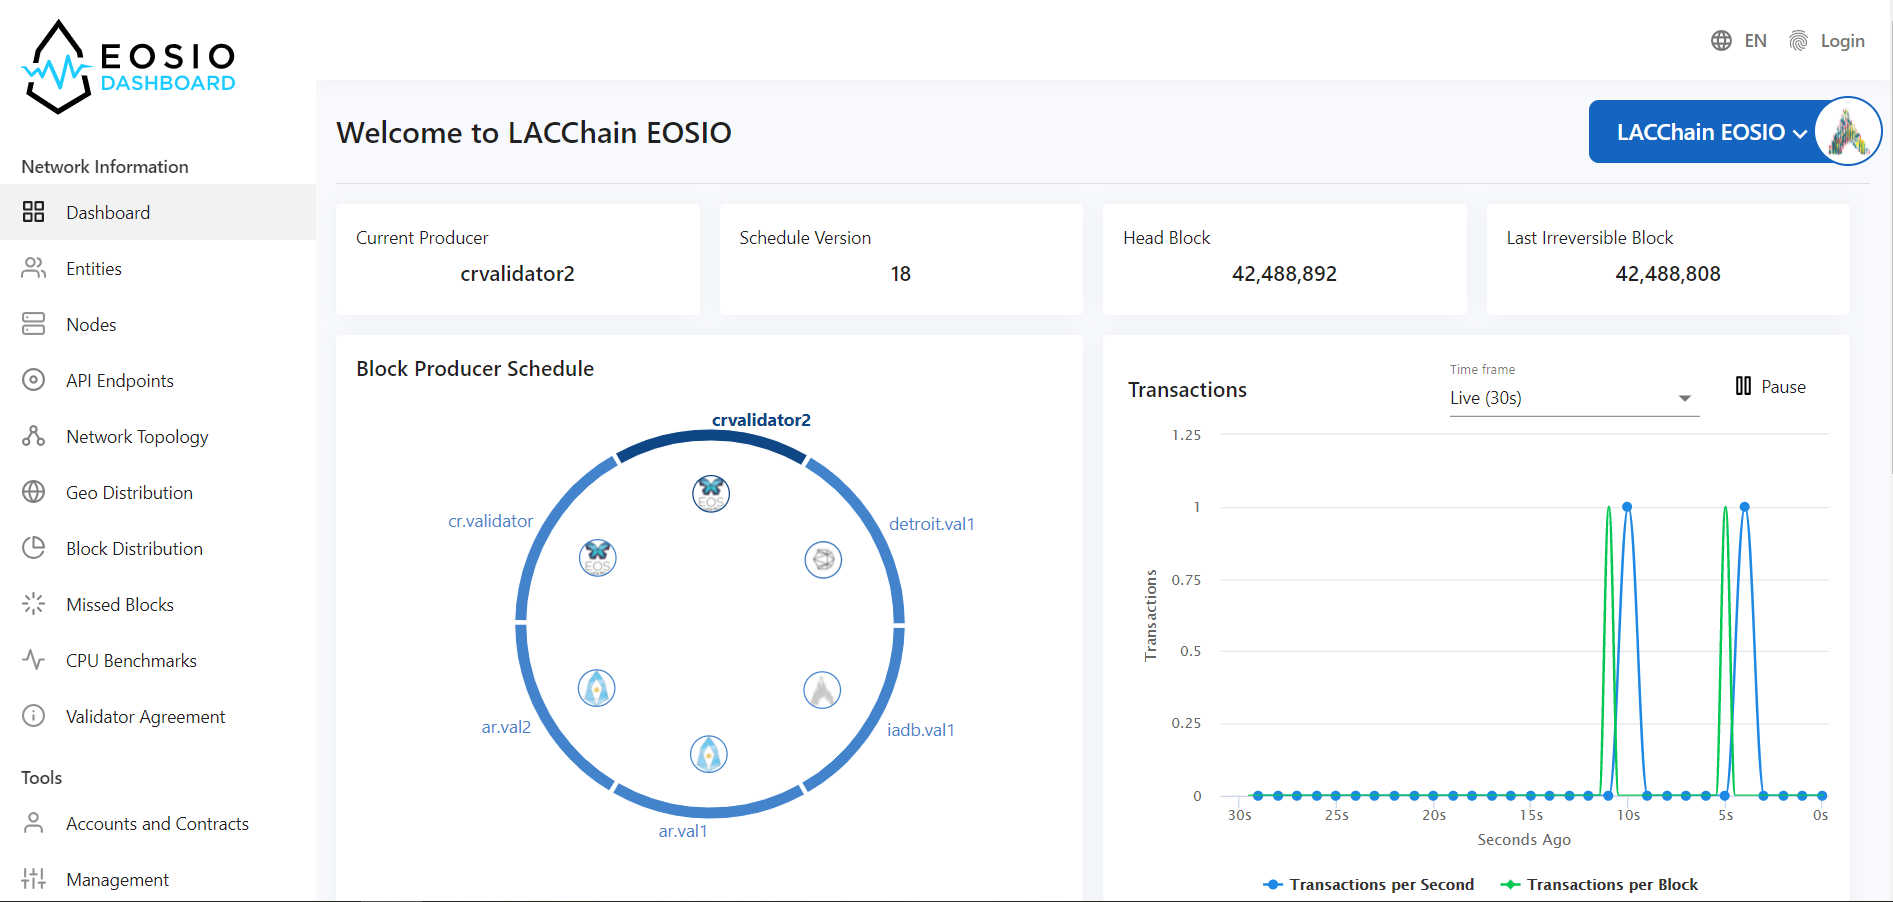 EOSIO
DASHBOARD
EN
Login
Network Information
Dashboard
Entities
Nodes
API Endpoints
Network Topology
Geo Distribution
Block Distribution
Missed Blocks
CPU Benchmarks
Validator Agreement
Tools
Accounts and Contracts
Management
Welcome to LACChain EOSIO
LACChain EOSIO
Current Producer
crvalidator2
Schedule Version
18
Head Block
42,488,892
Last Irreversible Block
42,488,808
Block Producer Schedule
crvalidator2
EOS
cr.validator
EOS
detroit.val1
ar.val2
iadb.val1
ar.val1
Transactions
Time frame
Live (30s)
Pause
1.25
1
0.75
0.5
0.25
0
Transactions
30s 25s 20s 15s 10s 5s 0s
Seconds Ago
Transactions per Second Transactions per Block